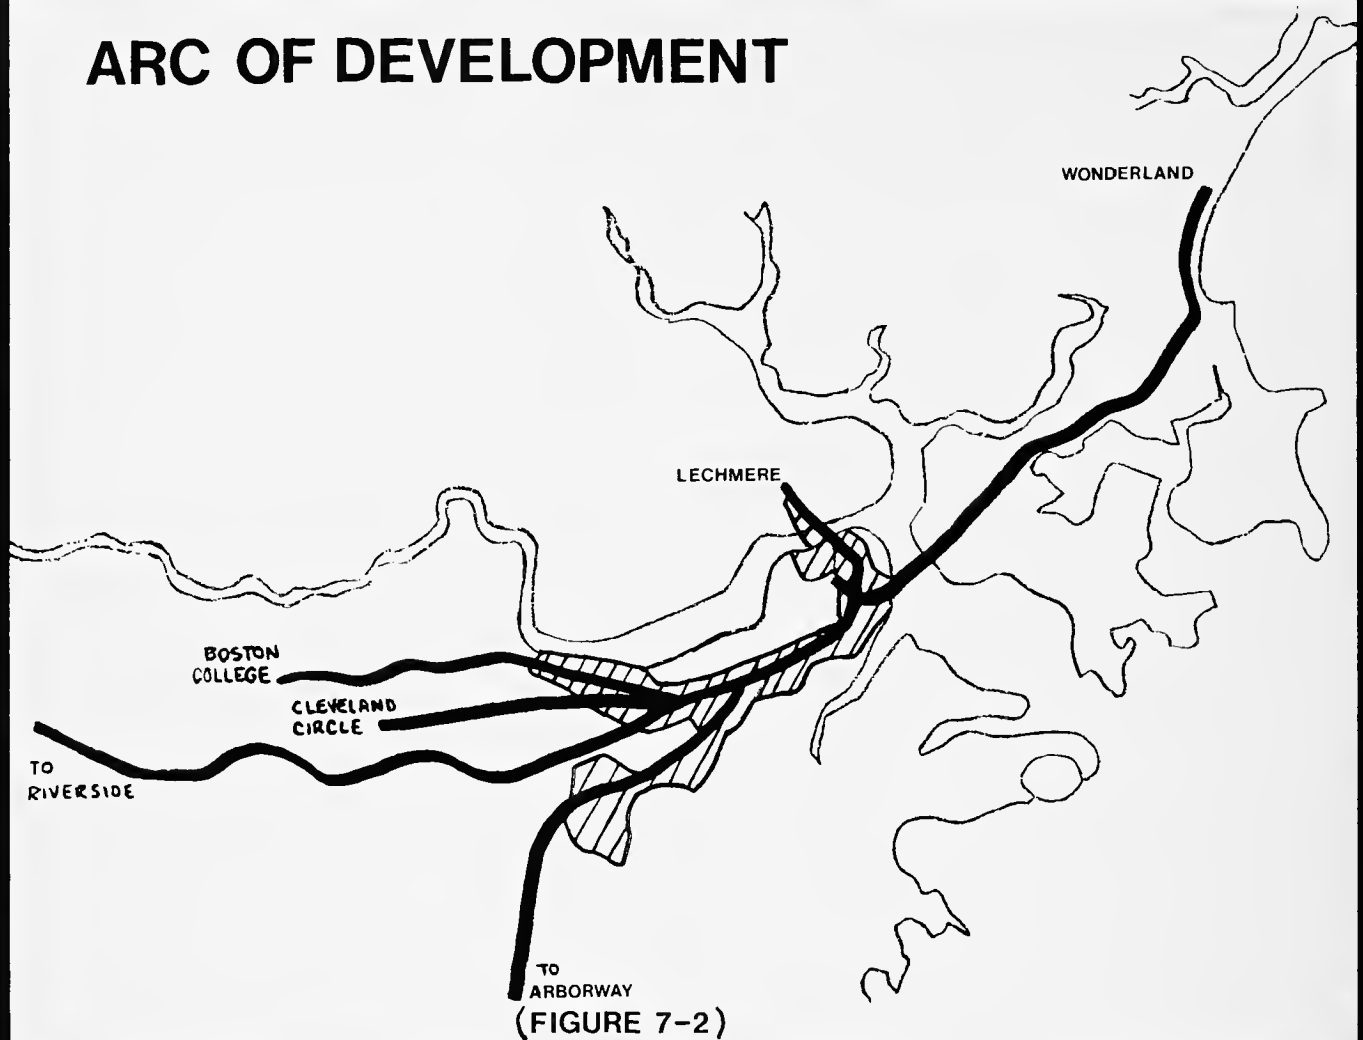 ARC OF DEVELOPMENT
WONDERLAND
LECHMERE
BOSTON
COLLEGE
CLEVELAND
CIRCLE
TO
RIVERSIDE
TO
ARBORWAY
(FIGURE 7-2)